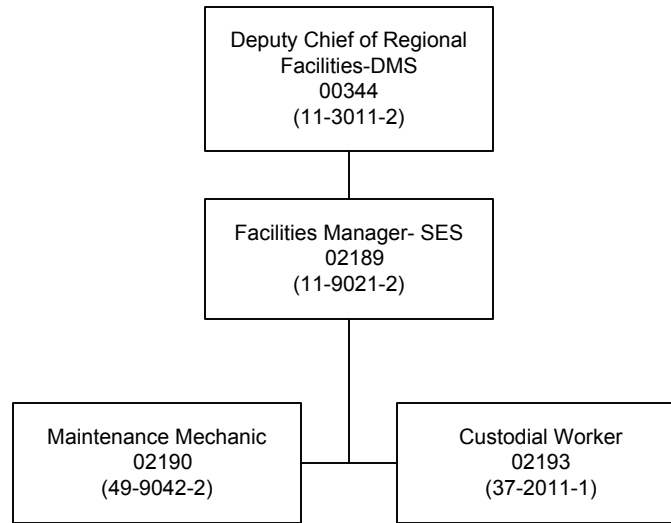 Deputy Chief of Regional
Facilities-DMS
00344
(11-3011-2)
Facilities Manager- SES
02189
(11-9021-2)
Maintenance Mechanic
02190
(49-9042-2)
Custodial Worker
02193
(37-2011-1)